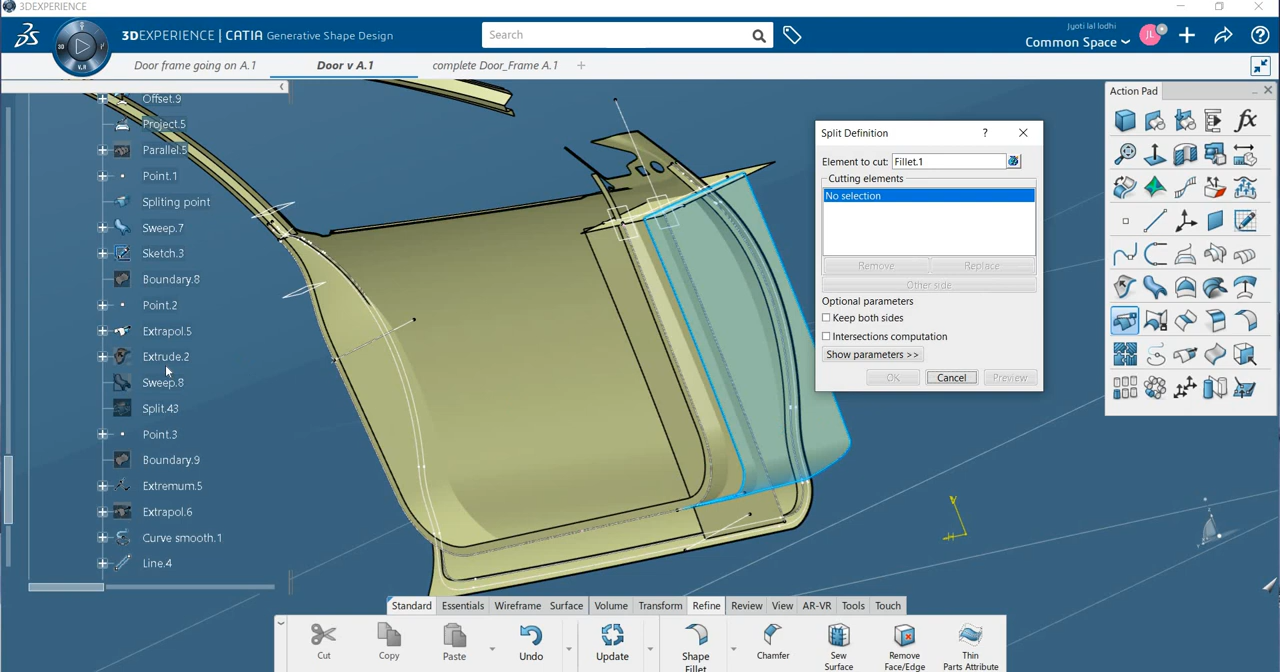 3DEXPERIENCE
3DEXPERIENCE | CATIA Generative Shape Design
Search
Jyoti lal lodhi
Common Space
JL
3D
V.R
Door frame going on A.1
Door v A.1
complete Door_Frame A.1
Offset.9
Project.5
Parallel.5
Point.1
Spliting point
Sweep.7
Sketch.3
Boundary.8
Point.2
Extrapol.5
Extrude.2
Sweep.8
Split.43
Point.3
Boundary.9
Extremum.5
Extrapol.6
Curve smooth.1
Line.4
Split Definition
?
Element to cut:
Fillet.1
Cutting elements
No selection
Remove
Replace
Other side
Optional parameters
Keep both sides
Intersections computation
Show parameters >>
OK
Cancel
Preview
Action Pad
fx
Standard
Essentials
Wireframe
Surface
Volume
Transform
Refine
Review
View
AR-VR
Tools
Touch
Cut
Copy
Paste
Undo
Update
Shape
Fillet
Chamfer
Sew
Surface
Remove
Face/Edge
Thin
Parts Attribute